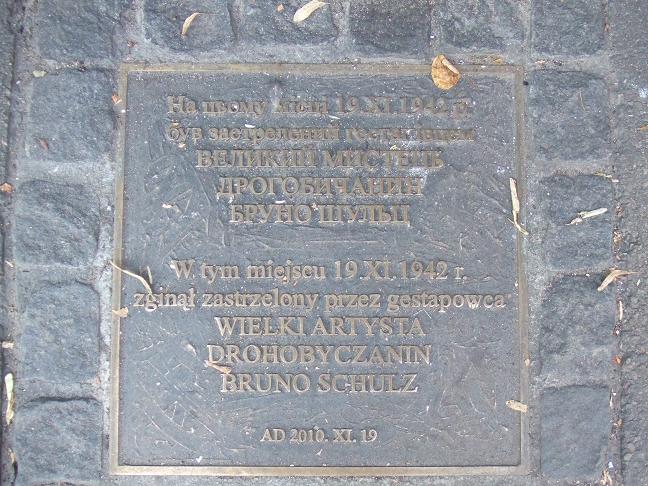 На цьому місці 19.XI.1942 р.
був застрелений гестапівцем
ВЕЛИКИЙ МИСТЕЦЬ
ДРОГОБИЧАНИН
БРУНО ШУЛЬЦ
W tym miejscu 19.XI.1942 r.
zginął zastrzelony przez gestapowca
WIELKI ARTYSTA
DROHOBYCZANIN
BRUNO SCHULZ
AD 2010. XI. 19